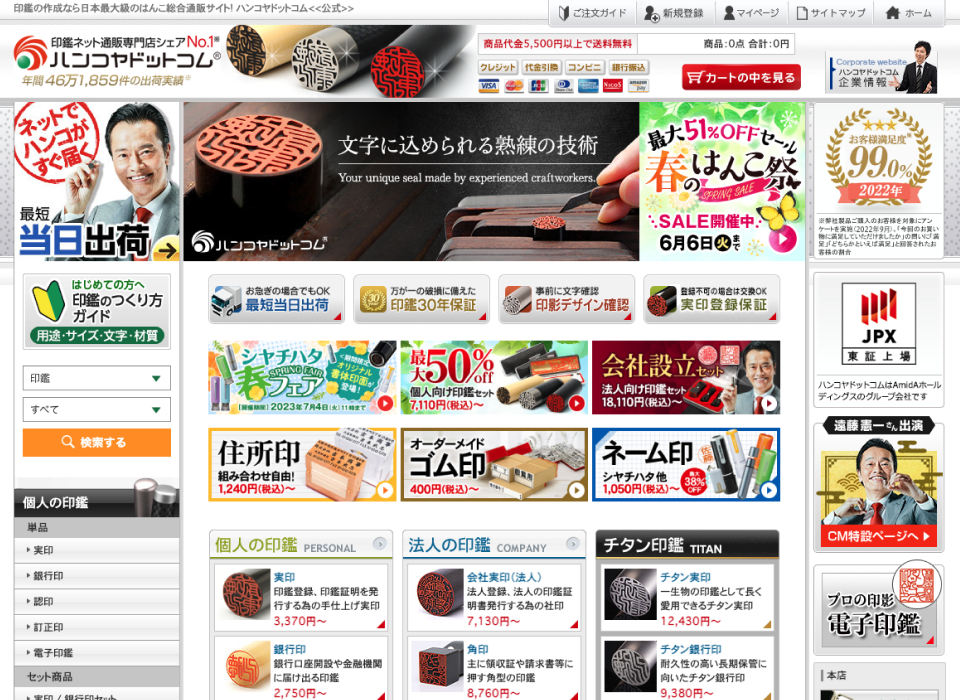 印鑑の作成なら日本最大級のはんこ総合通販サイト! ハンコヤドットコム<<公式>>
ご注文ガイド
新規登録
マイページ
サイトマップ
ホーム
印鑑ネット通販専門店シェアNo.1※
ハンコヤドットコム®
年間46万1,859件の出荷実績※
商品代金5,500円以上で送料無料
商品：0点 合計：0円
クレジット
代金引換
コンビニ
銀行振込
VISA
JCB
NICOS
カートの中を見る
Corporate website
ハンコヤドットコム
企業情報
ネットで
ハンコが
すぐ届く
最短
当日出荷
文字に込められる熟練の技術
Your unique seal made by experienced craftworkers.
ハンコヤドットコム®
最大51%OFFセール
春のはんこ祭
SPRING SALE
SALE開催中
6月6日火まで
お客様満足度※
99.0%
2022年
※弊社製品ご購入のお客様を対象にアン
ケートを実施（2022年9月）。「今回のお買い
物に満足していただけましたか」の問いに「満
足」「どちらかといえば満足」と回答されたお
客様の割合
はじめての方へ
印鑑のつくり方
ガイド
用途・サイズ・文字・材質
お急ぎの場合でもOK
最短当日出荷
30
万が一の破損に備えた
印鑑30年保証
事前に文字確認
印影デザイン確認
登録不可の場合は交換OK
実印登録保証
印鑑
すべて
検索する
シヤチハタ
SPRING FAIR
春フェア
期間限定
オリジナル
書体印面が
登場!
【開催期間】2023年7月4日(火)11時まで
最大50%off
個人向け印鑑セット
7,110円(税込)～
会社設立セット
法人向け印鑑セット
18,110円(税込)～
JPX
東証上場
ハンコヤドットコムはAmidAホール
ディングスのグループ会社です
住所印
組み合わせ自由!
1,240円(税込)～
オーダーメイド
ゴム印
400円(税込)～
ネーム印
シヤチハタ他
1,050円(税込)～
最大
38%
OFF
遠藤憲一さん出演
CM特設ページへ
個人の印鑑
単品
実印
銀行印
認印
訂正印
電子印鑑
セット商品
実印/銀行印セット
個人の印鑑 PERSONAL
実印
印鑑登録、印鑑証明を発
行する為の手仕上げ実印
3,370円～
銀行印
銀行口座開設や金融機関
に届け出る印鑑
2,750円～
法人の印鑑 COMPANY
会社実印（法人）
法人登録、法人の印鑑証
明書発行する為の社印
7,130円～
角印
主に領収証や請求書等に
押す角型の印鑑
8,760円～
チタン印鑑 TITAN
チタン実印
一生物の印鑑として長く
愛用できるチタン実印
12,430円～
チタン銀行印
耐久性の高い長期保管に
向いたチタン銀行印
9,380円～
プロの印影
電子印鑑
本店